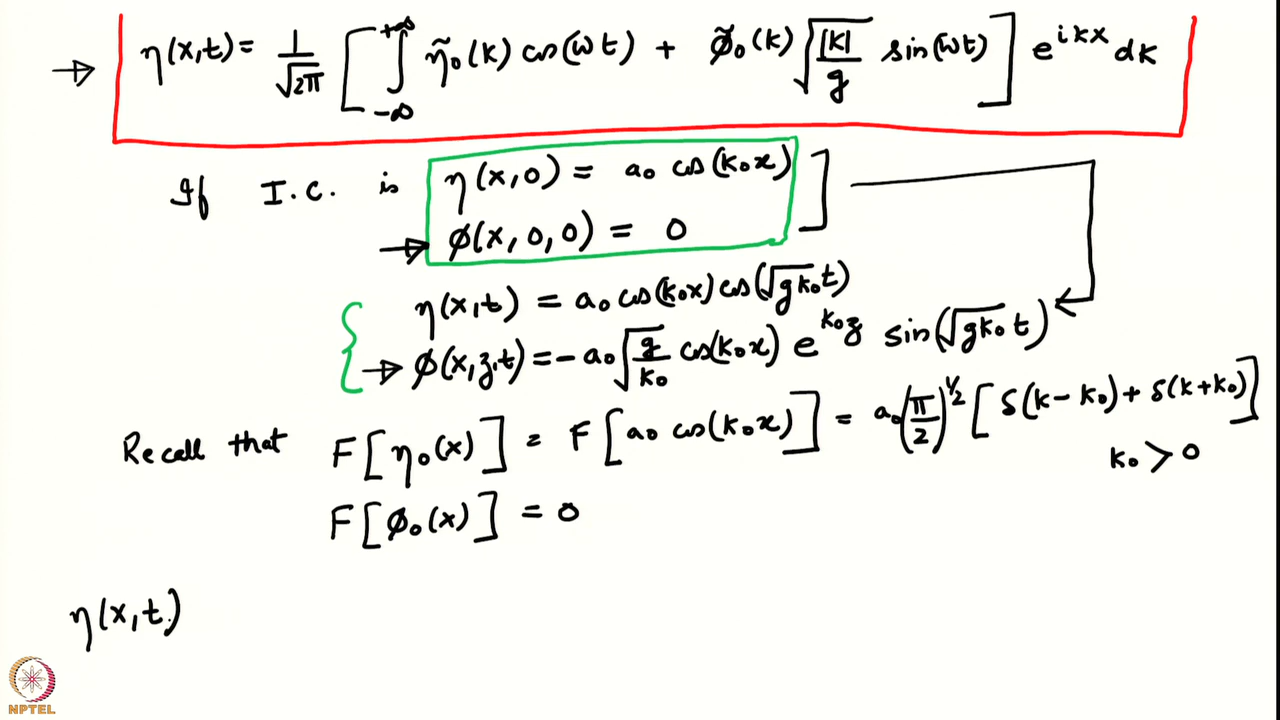 → η(x,t) = 1/√2π [ ∫_{-∞}^{+∞} η̃₀(k) cos(ωt) + φ̃₀(k) √(|k|/g) sin(ωt) ] e^{ikx} dk
If I.C. is η(x,0) = a₀ cos(k₀x) ]
→ φ(x,0,0) = 0
η(x,t) = a₀ cos(k₀x) cos(√gk₀ t)
→ φ(x,z,t) = - a₀ √(g/k₀) cos(k₀x) e^{k₀z} sin(√gk₀ t)
Recall that F[η₀(x)] = F[a₀ cos(k₀x)] = a₀ (π/2)^{1/2} [δ(k-k₀) + δ(k+k₀)]
k₀ > 0
F[φ₀(x)] = 0
η(x,t)
NPTEL